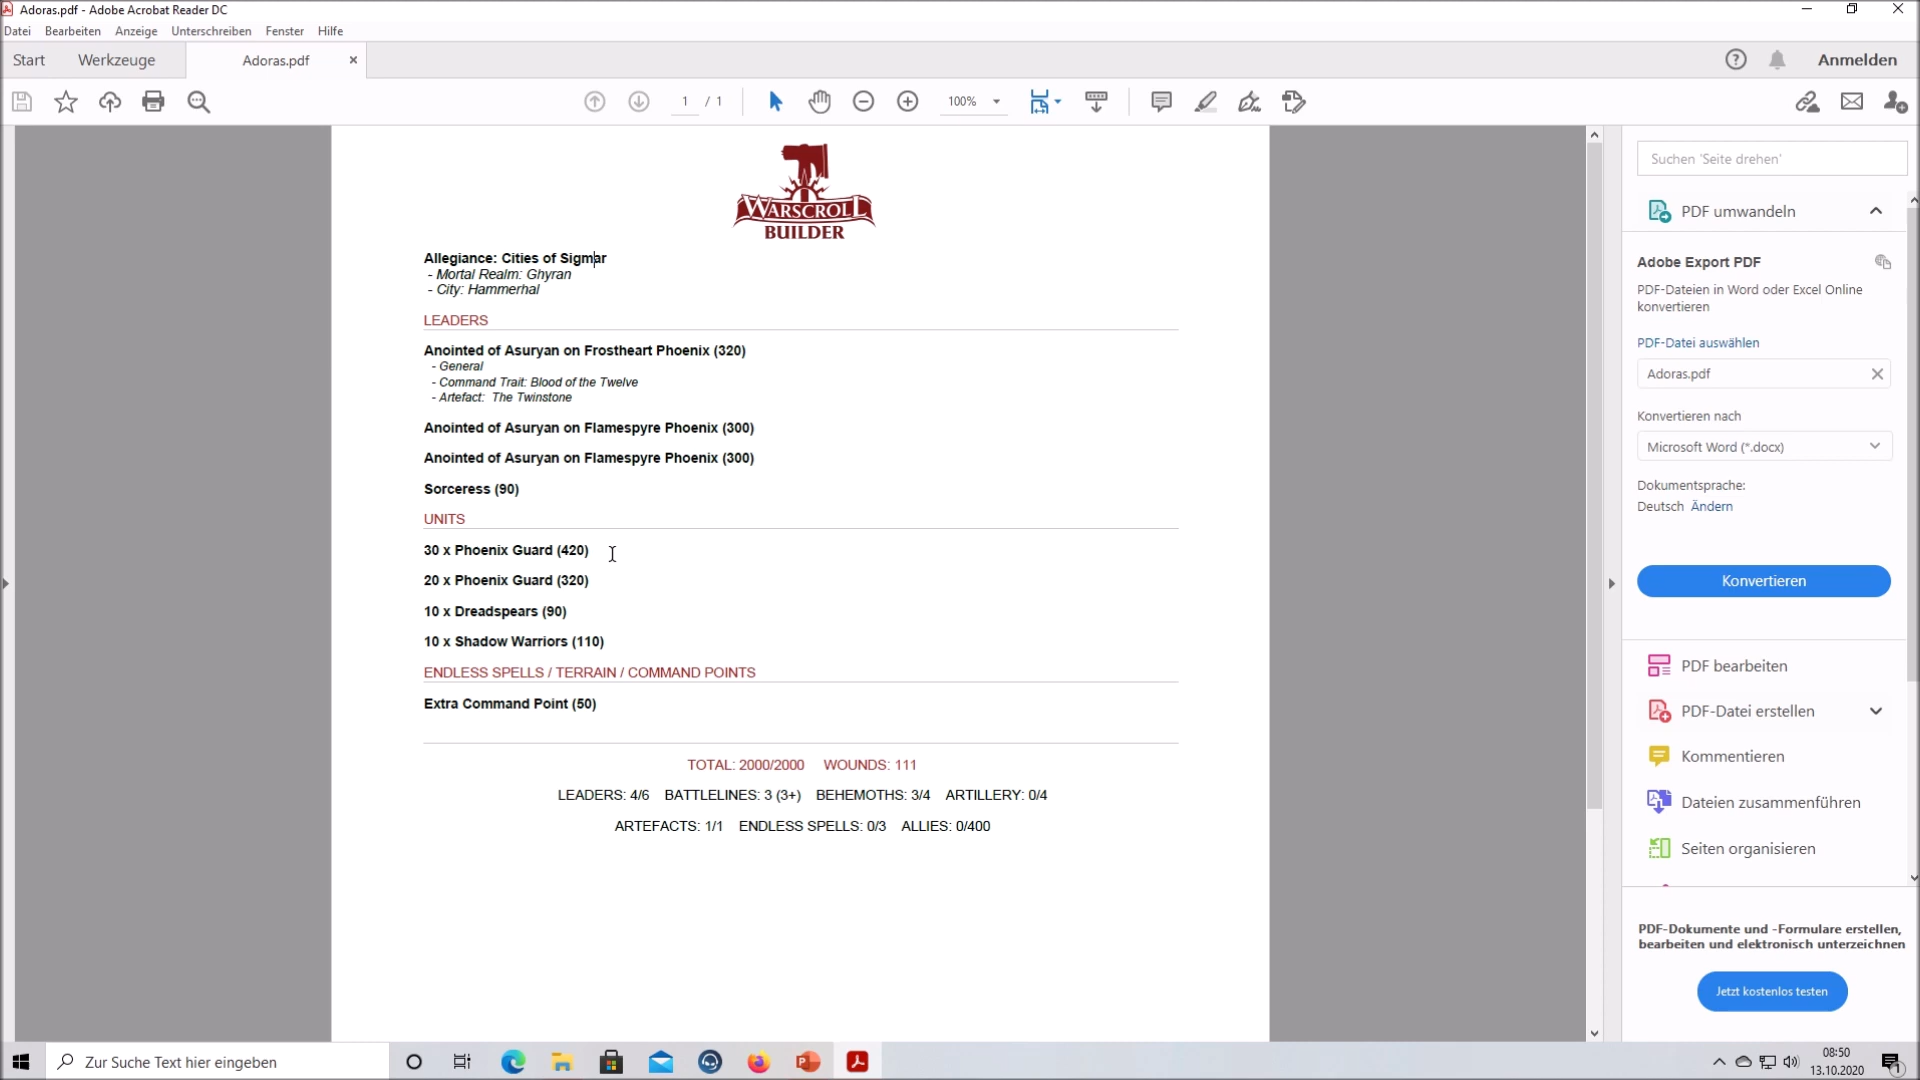 Adoras.pdf - Adobe Acrobat Reader DC
Datei Bearbeiten Anzeige Unterschreiben Fenster Hilfe
Start Werkzeuge Adoras.pdf Anmelden
1 / 1 100%
WARSCROLL
BUILDER
Allegiance: Cities of Sigmar
- Mortal Realm: Ghyran
- City: Hammerhal
LEADERS
Anointed of Asuryan on Frostheart Phoenix (320)
- General
- Command Trait: Blood of the Twelve
- Artefact: The Twinstone
Anointed of Asuryan on Flamespyre Phoenix (300)
Anointed of Asuryan on Flamespyre Phoenix (300)
Sorceress (90)
UNITS
30 x Phoenix Guard (420)
20 x Phoenix Guard (320)
10 x Dreadspears (90)
10 x Shadow Warriors (110)
ENDLESS SPELLS / TERRAIN / COMMAND POINTS
Extra Command Point (50)
TOTAL: 2000/2000 WOUNDS: 111
LEADERS: 4/6 BATTLELINES: 3 (3+) BEHEMOTHS: 3/4 ARTILLERY: 0/4
ARTEFACTS: 1/1 ENDLESS SPELLS: 0/3 ALLIES: 0/400
Suchen 'Seite drehen'
PDF umwandeln
Adobe Export PDF
PDF-Dateien in Word oder Excel Online
konvertieren
PDF-Datei auswählen
Adoras.pdf
Konvertieren nach
Microsoft Word (*.docx)
Dokumentsprache:
Deutsch Ändern
Konvertieren
PDF bearbeiten
PDF-Datei erstellen
Kommentieren
Dateien zusammenführen
Seiten organisieren
PDF-Dokumente und -Formulare erstellen,
bearbeiten und elektronisch unterzeichnen
Jetzt kostenlos testen
Zur Suche Text hier eingeben
08:50
13.10.2020
1